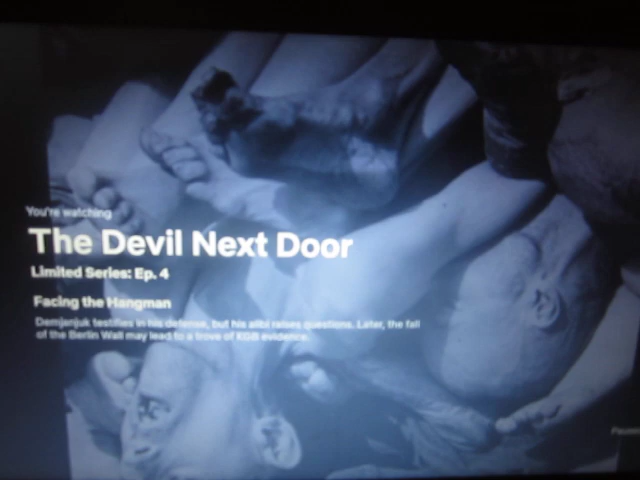 You're watching
The Devil Next Door
Limited Series: Ep. 4
Facing the Hangman
Demjanjuk testifies in his defense, but his alibi raises questions. Later, the fall
of the Berlin Wall may lead to a trove of KGB evidence.
Paused